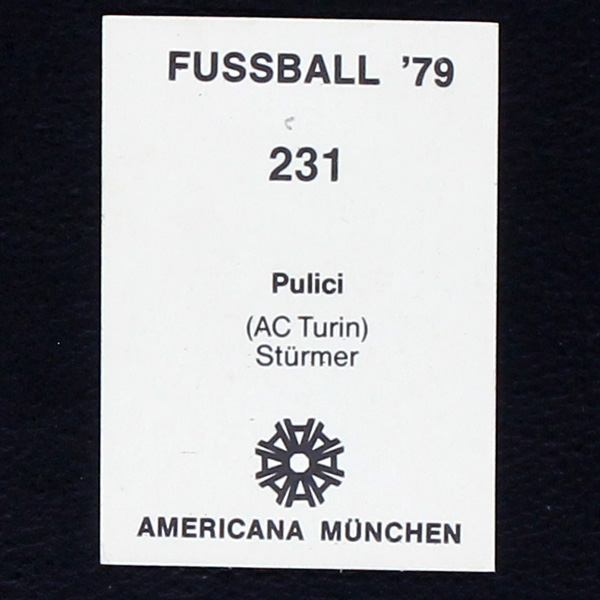 FUSSBALL '79
231
Pulici
(AC Turin)
Stürmer
AMERICANA MÜNCHEN